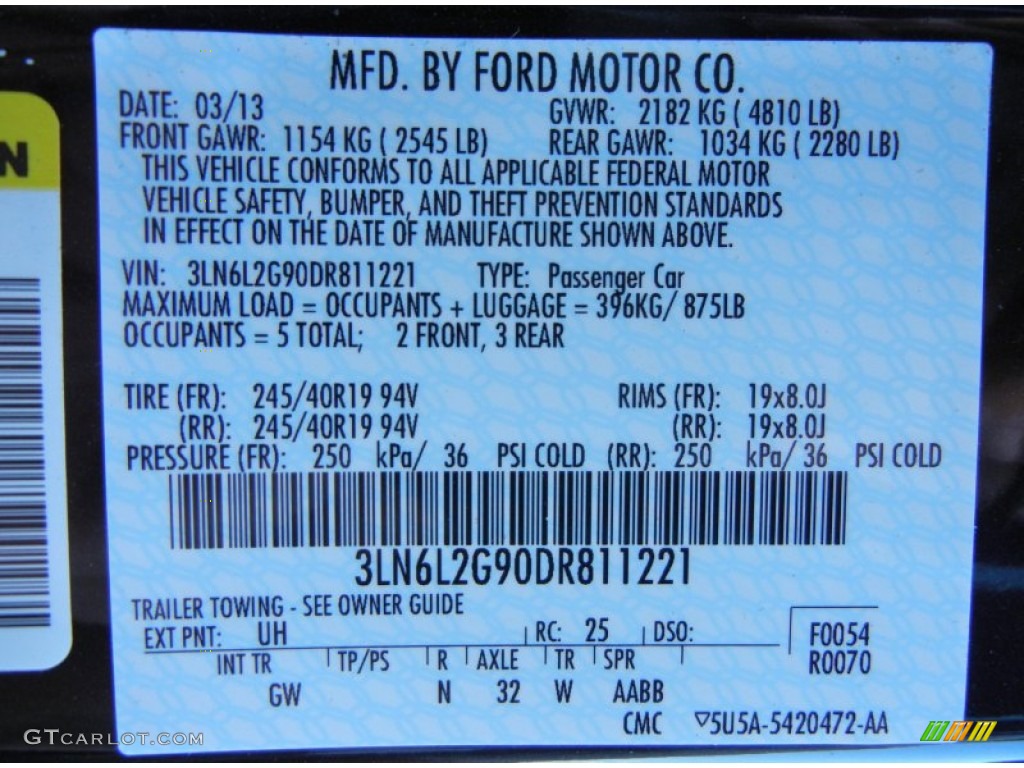 MFD. BY FORD MOTOR CO.
DATE: 03/13 GVWR: 2182 KG ( 4810 LB)
FRONT GAWR: 1154 KG ( 2545 LB) REAR GAWR: 1034 KG ( 2280 LB)
THIS VEHICLE CONFORMS TO ALL APPLICABLE FEDERAL MOTOR
VEHICLE SAFETY, BUMPER, AND THEFT PREVENTION STANDARDS
IN EFFECT ON THE DATE OF MANUFACTURE SHOWN ABOVE.
VIN: 3LN6L2G90DR811221 TYPE: Passenger Car
MAXIMUM LOAD = OCCUPANTS + LUGGAGE = 396KG/ 875LB
OCCUPANTS = 5 TOTAL; 2 FRONT, 3 REAR
TIRE (FR): 245/40R19 94V RIMS (FR): 19x8.0J
(RR): 245/40R19 94V (RR): 19x8.0J
PRESSURE (FR): 250 kPa/ 36 PSI COLD (RR): 250 kPa/ 36 PSI COLD
3LN6L2G90DR811221
TRAILER TOWING - SEE OWNER GUIDE
EXT PNT: UH RC: 25 DSO: F0054
INT TR TP/PS R AXLE TR SPR R0070
GW N 32 W AABB
CMC ▽5U5A-5420472-AA
N
GTCARLOT.COM